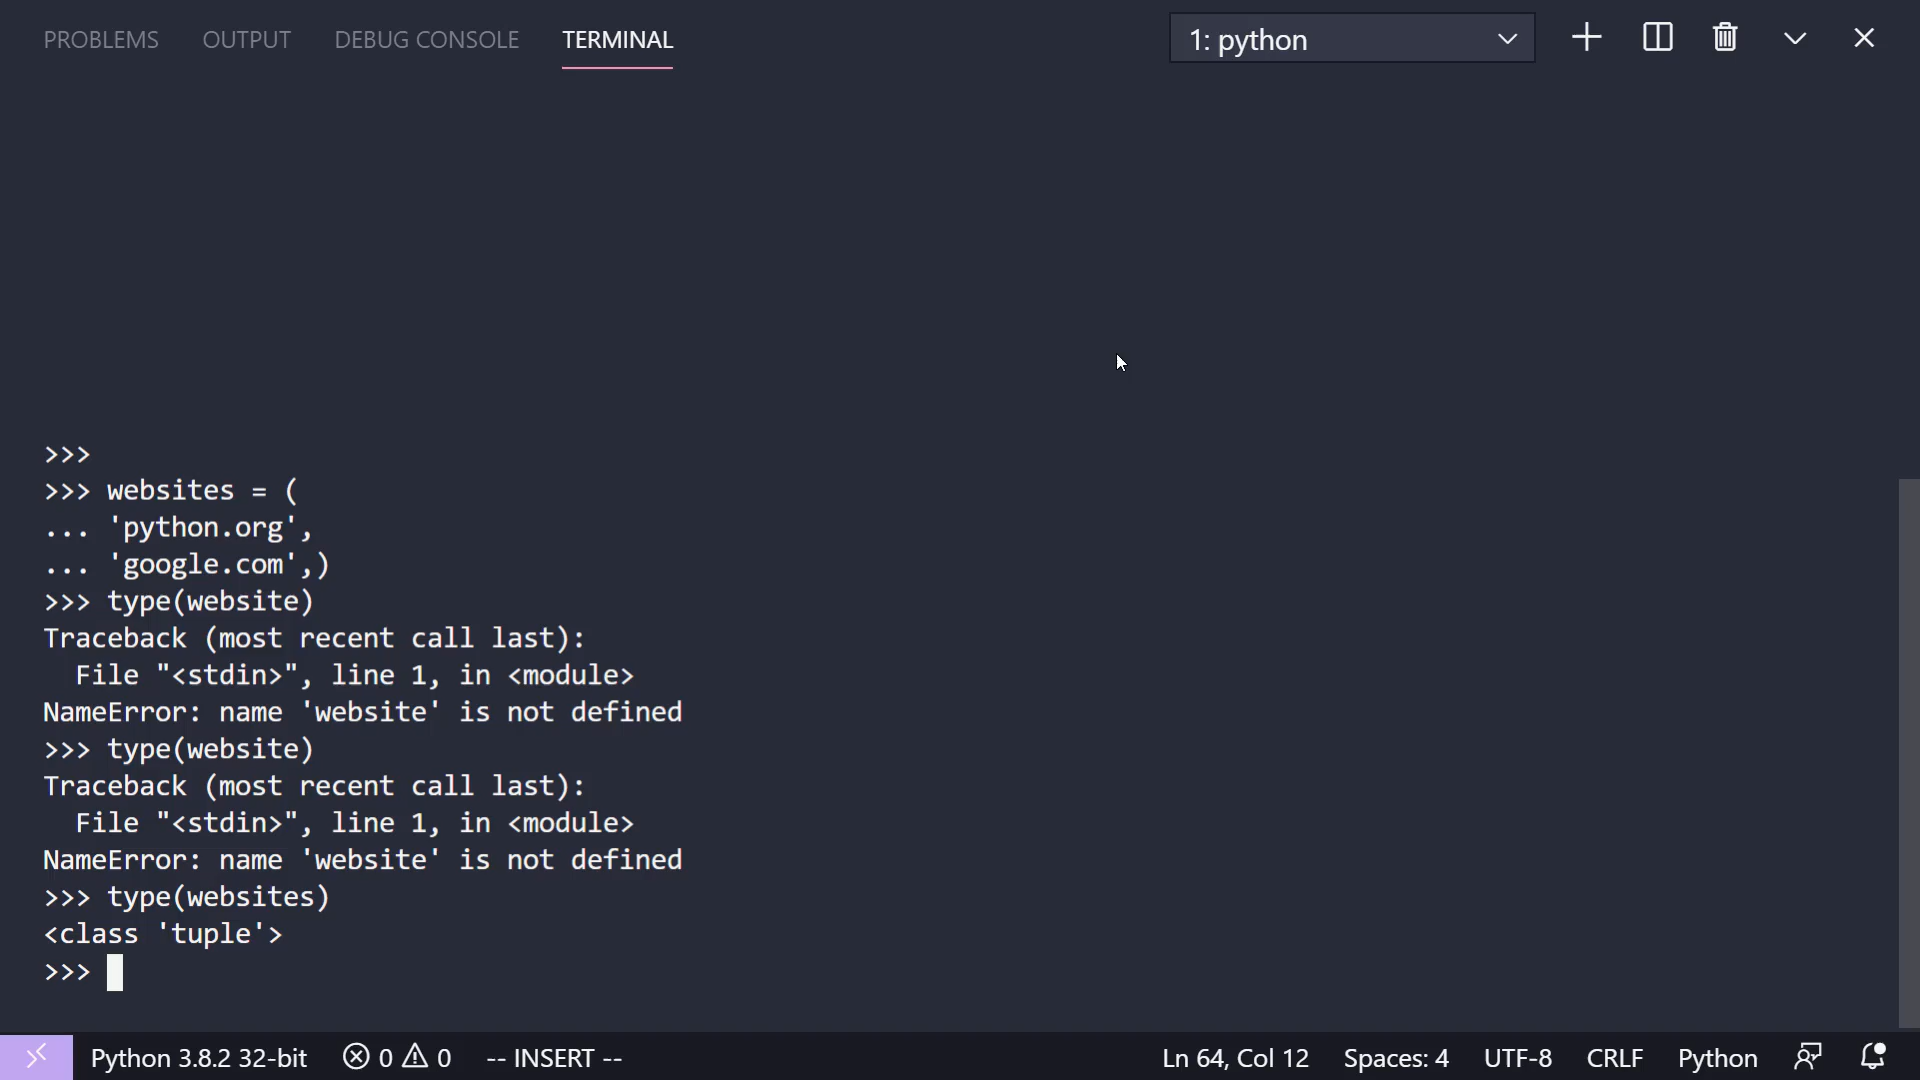 PROBLEMS OUTPUT DEBUG CONSOLE TERMINAL 1: python
>>>
>>> websites = (
... 'python.org',
... 'google.com',)
>>> type(website)
Traceback (most recent call last):
  File "<stdin>", line 1, in <module>
NameError: name 'website' is not defined
>>> type(website)
Traceback (most recent call last):
  File "<stdin>", line 1, in <module>
NameError: name 'website' is not defined
>>> type(websites)
<class 'tuple'>
>>>
Python 3.8.2 32-bit 0 0 -- INSERT -- Ln 64, Col 12 Spaces: 4 UTF-8 CRLF Python